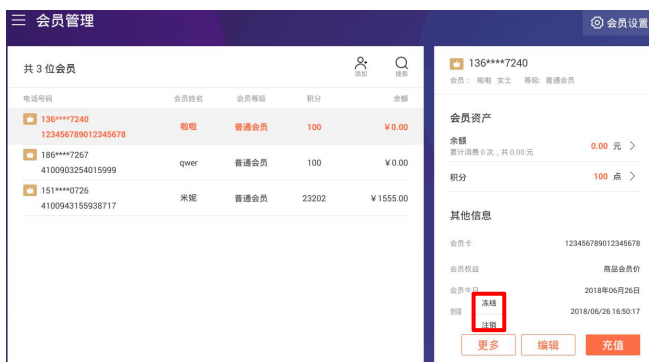 会员管理
会员设置
共 3 位会员
添加
搜索
电话号码 会员姓名 会员等级 积分 余额
136****7240
123456789012345678
啦啦 普通会员 100 ¥0.00
186****7267
4100903254015999
qwer 普通会员 100 ¥0.00
151****0726
4100943155938717
米妮 普通会员 23202 ¥1555.00
136****7240
会员： 啦啦 女士 等级: 普通会员
会员资产
余额
累计消费0次，共0.00元
0.00 元
积分 100 点
其他信息
会员卡 123456789012345678
会员权益 商品会员价
会员生日 2018年06月26日
创 2018/06/26 16:50:17
冻结
注销
更多 编辑 充值